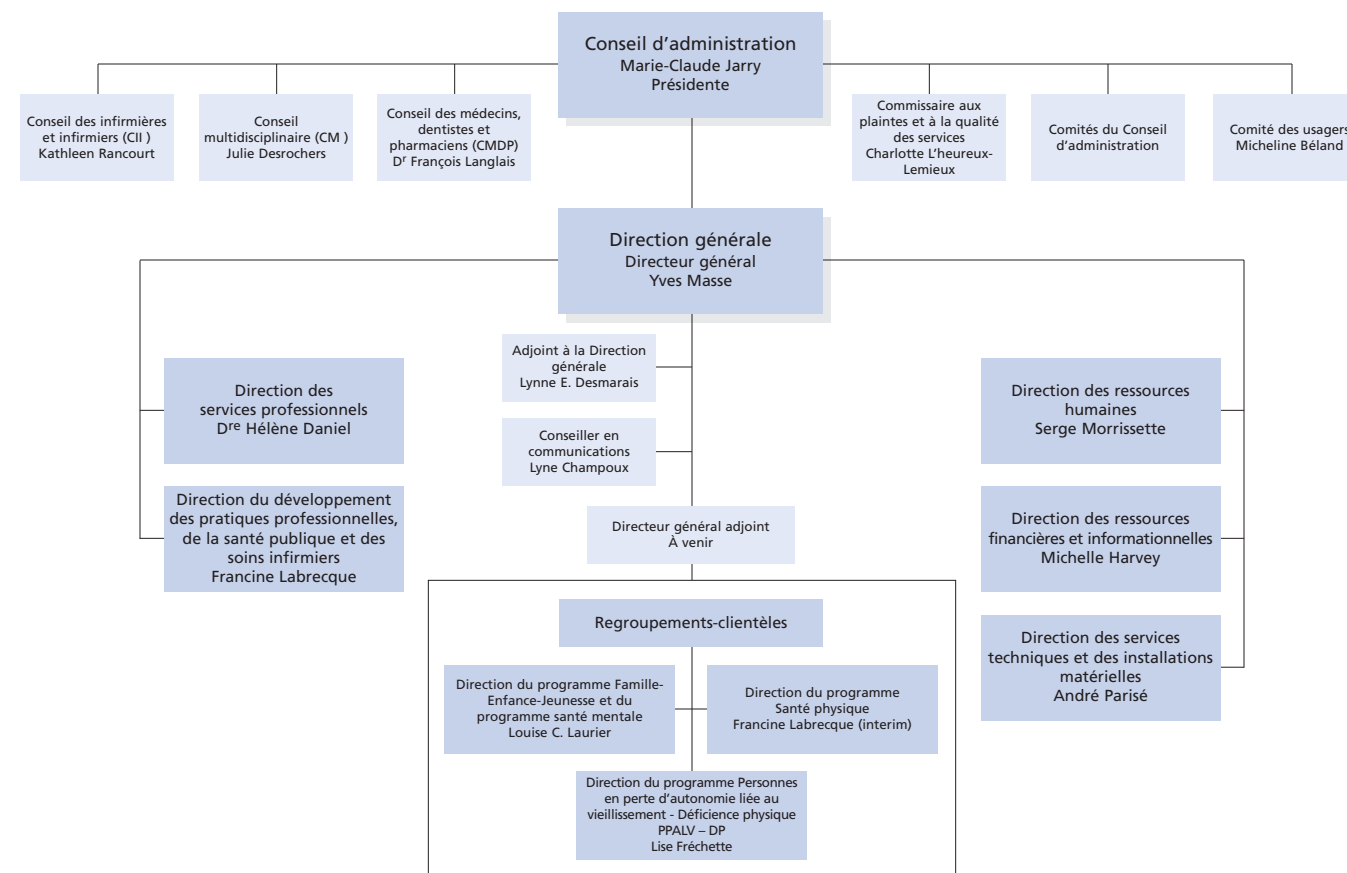 Conseil d'administration
Marie-Claude Jarry
Présidente
Conseil des infirmières
et infirmiers (CII )
Kathleen Rancourt
Conseil
multidisciplinaire (CM )
Julie Desrochers
Conseil des médecins,
dentistes et
pharmaciens (CMDP)
Dr François Langlais
Commissaire aux
plaintes et à la qualité
des services
Charlotte L'heureux-
Lemieux
Comités du Conseil
d'administration
Comité des usagers
Micheline Béland
Direction générale
Directeur général
Yves Masse
Adjoint à la Direction
générale
Lynne E. Desmarais
Conseiller en
communications
Lyne Champoux
Directeur général adjoint
À venir
Direction des
services professionnels
Dre Hélène Daniel
Direction du développement
des pratiques professionnelles,
de la santé publique et des
soins infirmiers
Francine Labrecque
Direction des ressources
humaines
Serge Morrissette
Direction des ressources
financières et informationnelles
Michelle Harvey
Direction des services
techniques et des installations
matérielles
André Parisé
Regroupements-clientèles
Direction du programme Famille-
Enfance-Jeunesse et du
programme santé mentale
Louise C. Laurier
Direction du programme
Santé physique
Francine Labrecque (interim)
Direction du programme Personnes
en perte d'autonomie liée au
vieillissement - Déficience physique
PPALV – DP
Lise Fréchette